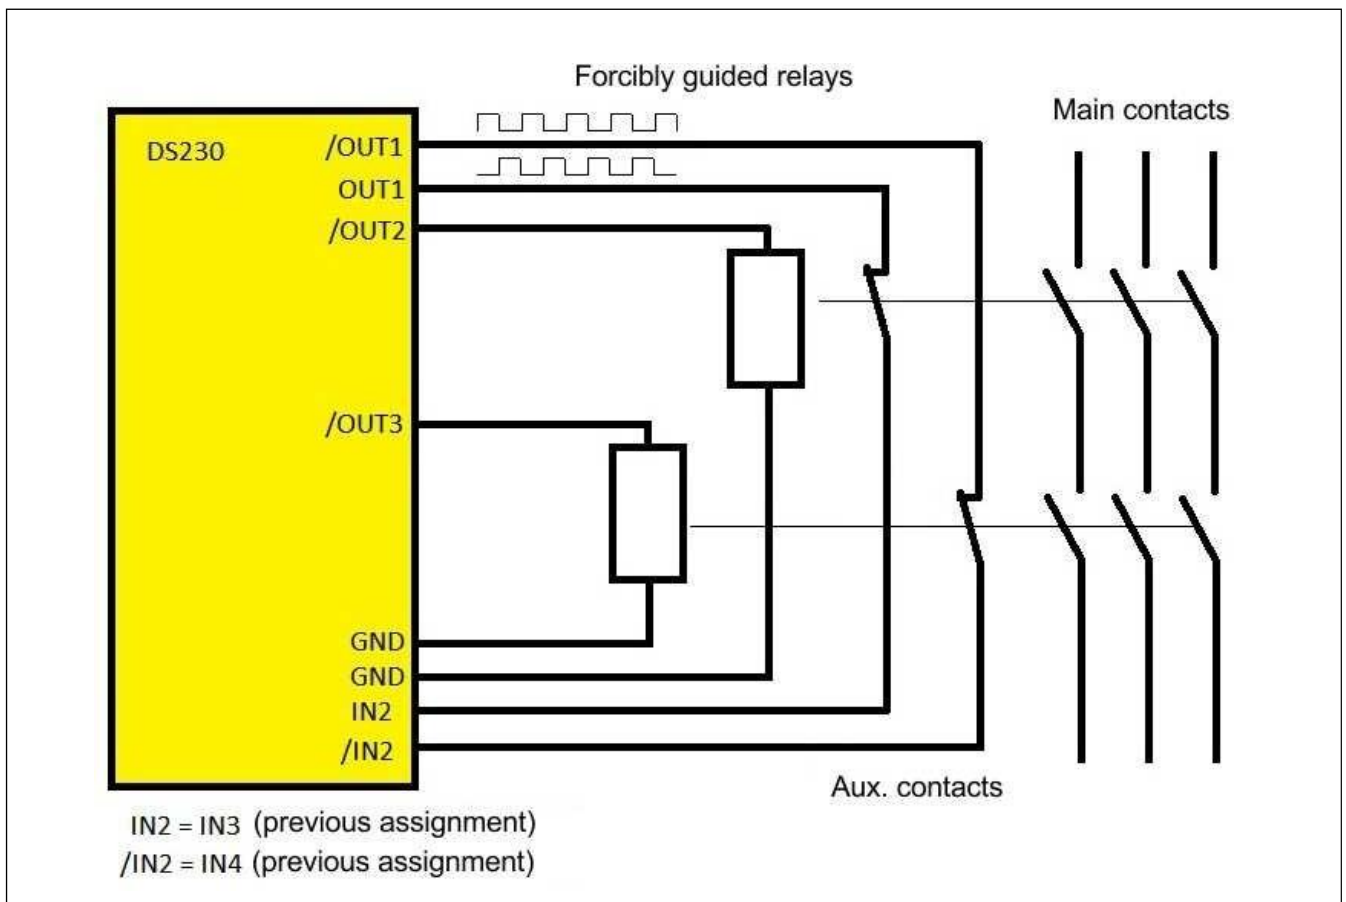 Forcibly guided relays
Main contacts
DS230
/OUT1
OUT1
/OUT2
/OUT3
GND
GND
IN2
/IN2
Aux. contacts
IN2 = IN3 (previous assignment)
/IN2 = IN4 (previous assignment)